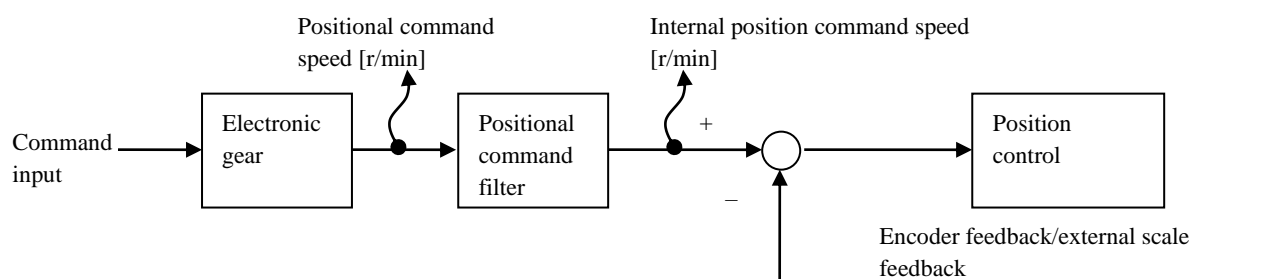 Positional command
speed [r/min]
Internal position command speed
[r/min]
Command
input
Electronic
gear
Positional
command
filter
+
−
Position
control
Encoder feedback/external scale
feedback